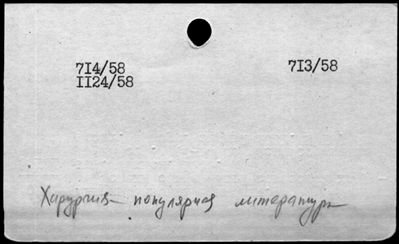 7I4/58 7I3/58
II24/58
Хирургия – популярная литература